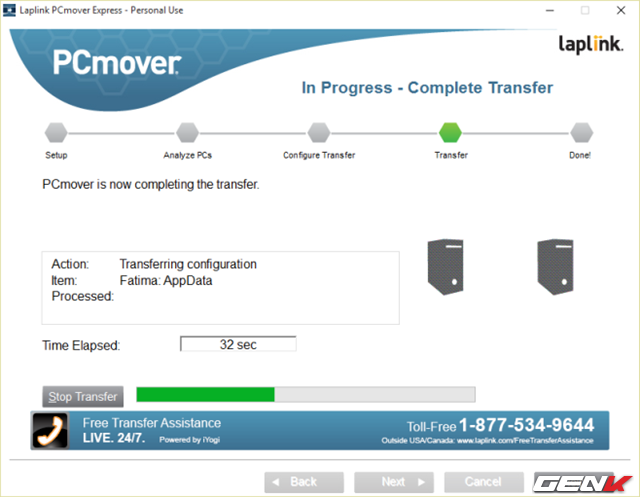 Laplink PCmover Express - Personal Use
PCmover.
laplink.
In Progress - Complete Transfer
Setup
Analyze PCs
Configure Transfer
Transfer
Done!
PCmover is now completing the transfer.
Action: Transferring configuration
Item: Fatima: AppData
Processed:
Time Elapsed: 32 sec
Stop Transfer
Free Transfer Assistance
LIVE. 24/7. Powered by iYogi
Toll-Free 1-877-534-9644
Outside USA/Canada: www.laplink.com/FreeTransferAssistance
Back
Next
Cancel
GENK